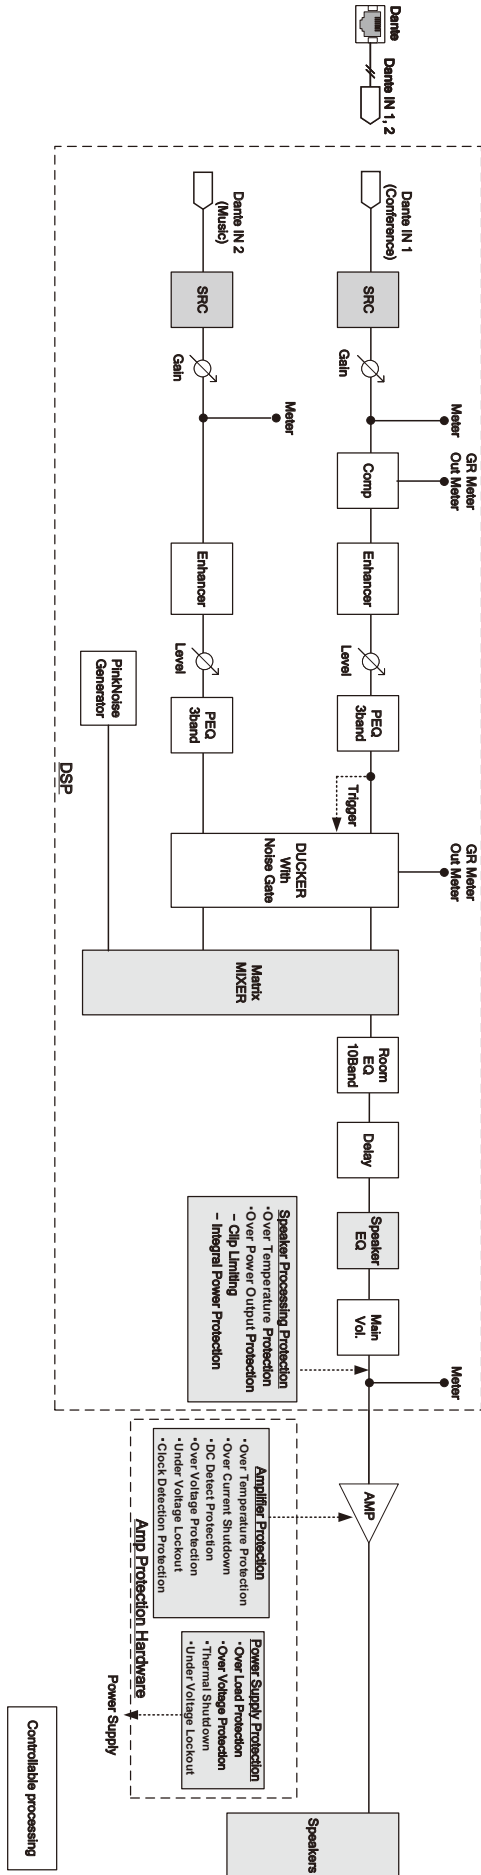 Dante
Dante IN 1, 2
Dante IN 1
(Conference)
SRC
Gain
Meter
Comp
GR Meter
Out Meter
Enhancer
Level
PEQ
3band
Trigger
GR Meter
Out Meter
Dante IN 2
(Music)
SRC
Gain
Meter
Enhancer
Level
PEQ
3band
DUCKER
With
Noise Gate
PinkNoise
Generator
Matrix
MIXER
Room
EQ
10Band
Delay
Speaker
EQ
Main
Vol.
Meter
AMP
Speakers
Speaker Processing Protection
•Over Temperature Protection
•Over Power Output Protection
– Clip Limiting
– Integral Power Protection
DSP
Amplifier Protection
•Over Temperature Protection
•Over Current Shutdown
•DC Detect Protection
•Over Voltage Protection
•Under Voltage Lockout
•Clock Detection Protection
Power Supply Protection
•Over Load Protection
•Over Voltage Protection
•Thermal Shutdown
•Under Voltage Lockout
Amp Protection Hardware
Power Supply
Controllable processing